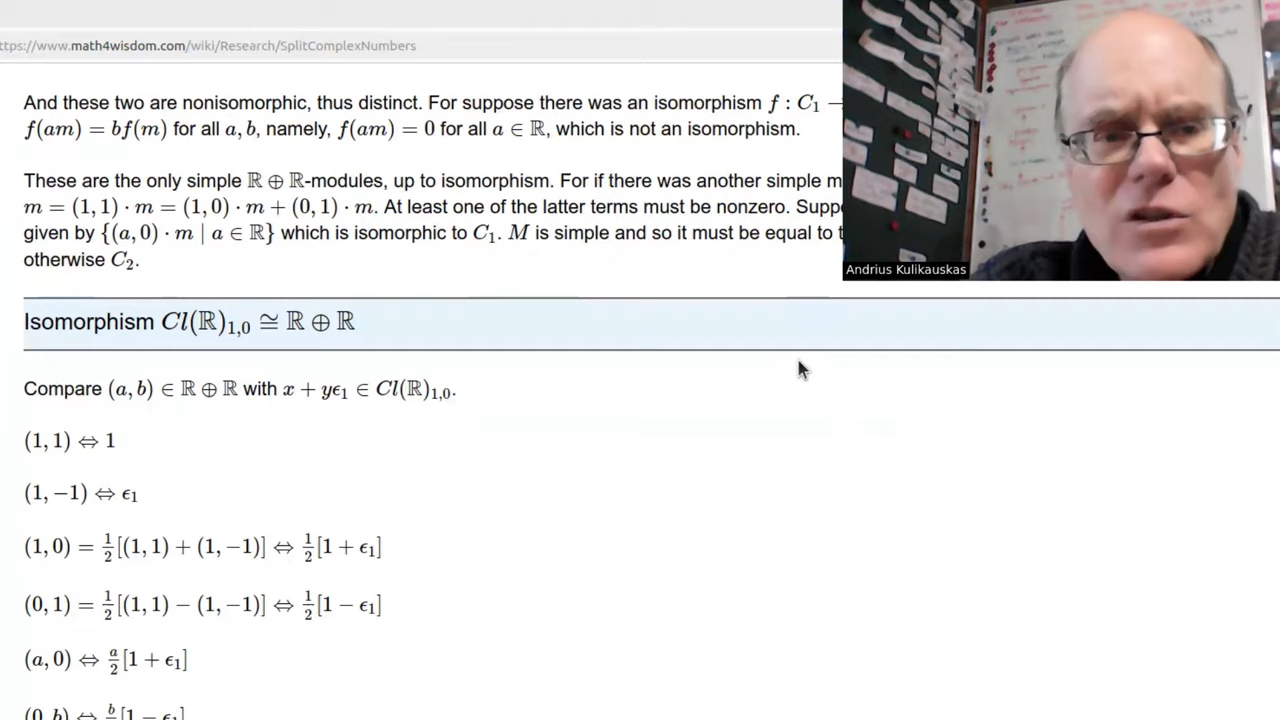 ttps://www.math4wisdom.com/wiki/Research/SplitComplexNumbers
And these two are nonisomorphic, thus distinct. For suppose there was an isomorphism f : C₁ →
f(am) = bf(m) for all a, b, namely, f(am) = 0 for all a ∈ ℝ, which is not an isomorphism.
These are the only simple ℝ ⊕ ℝ-modules, up to isomorphism. For if there was another simple m
m = (1, 1) · m = (1, 0) · m + (0, 1) · m. At least one of the latter terms must be nonzero. Supp
given by {(a, 0) · m | a ∈ ℝ} which is isomorphic to C₁. M is simple and so it must be equal to t
otherwise C₂.
Andrius Kulikauskas
Isomorphism Cl(ℝ)₁,₀ ≅ ℝ ⊕ ℝ
Compare (a, b) ∈ ℝ ⊕ ℝ with x + yϵ₁ ∈ Cl(ℝ)₁,₀.
(1, 1) ⇔ 1
(1, −1) ⇔ ϵ₁
(1, 0) = ½[(1, 1) + (1, −1)] ⇔ ½[1 + ϵ₁]
(0, 1) = ½[(1, 1) − (1, −1)] ⇔ ½[1 − ϵ₁]
(a, 0) ⇔ a/2[1 + ϵ₁]
(0, b) ⇔ b/2[1 − ϵ₁]